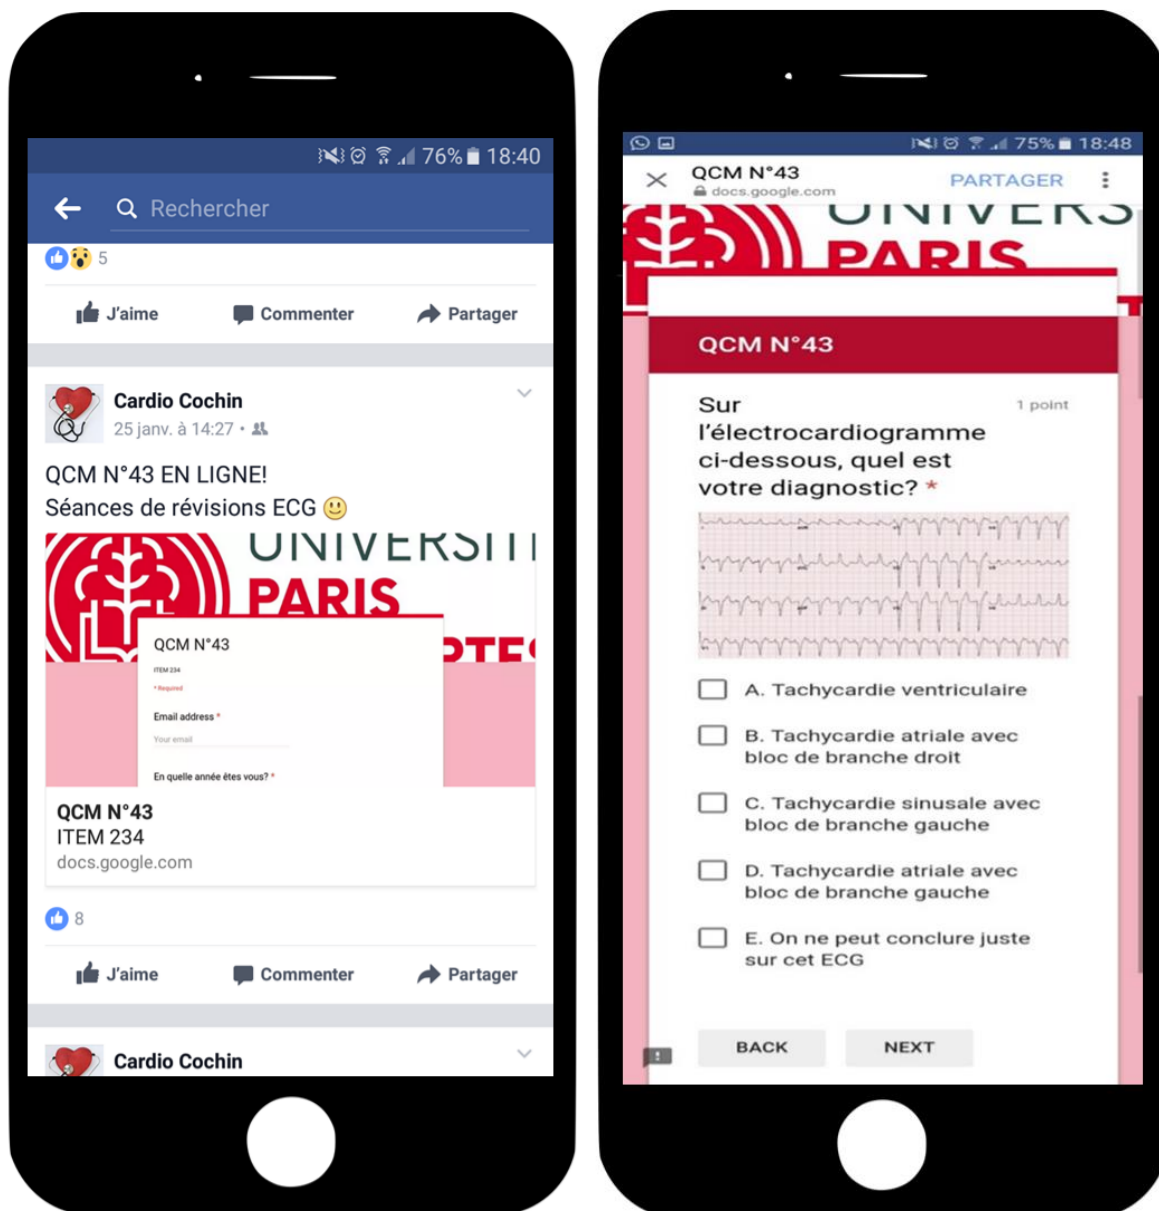 76% 18:40
Rechercher
5
J'aime Commenter Partager
Cardio Cochin
25 janv. à 14:27 •
QCM N°43 EN LIGNE!
Séances de révisions ECG
UNIVERSITI
PARIS
PTES
QCM N°43
ITEM 234
* Required
Email address *
Your email
En quelle année êtes vous? *
QCM N°43
ITEM 234
docs.google.com
8
J'aime Commenter Partager
Cardio Cochin
75% 18:48
QCM N°43
docs.google.com
PARTAGER
UNIVERS
PARIS
QCM N°43
Sur 1 point
l'électrocardiogramme
ci-dessous, quel est
votre diagnostic? *
A. Tachycardie ventriculaire
B. Tachycardie atriale avec
bloc de branche droit
C. Tachycardie sinusale avec
bloc de branche gauche
D. Tachycardie atriale avec
bloc de branche gauche
E. On ne peut conclure juste
sur cet ECG
BACK NEXT